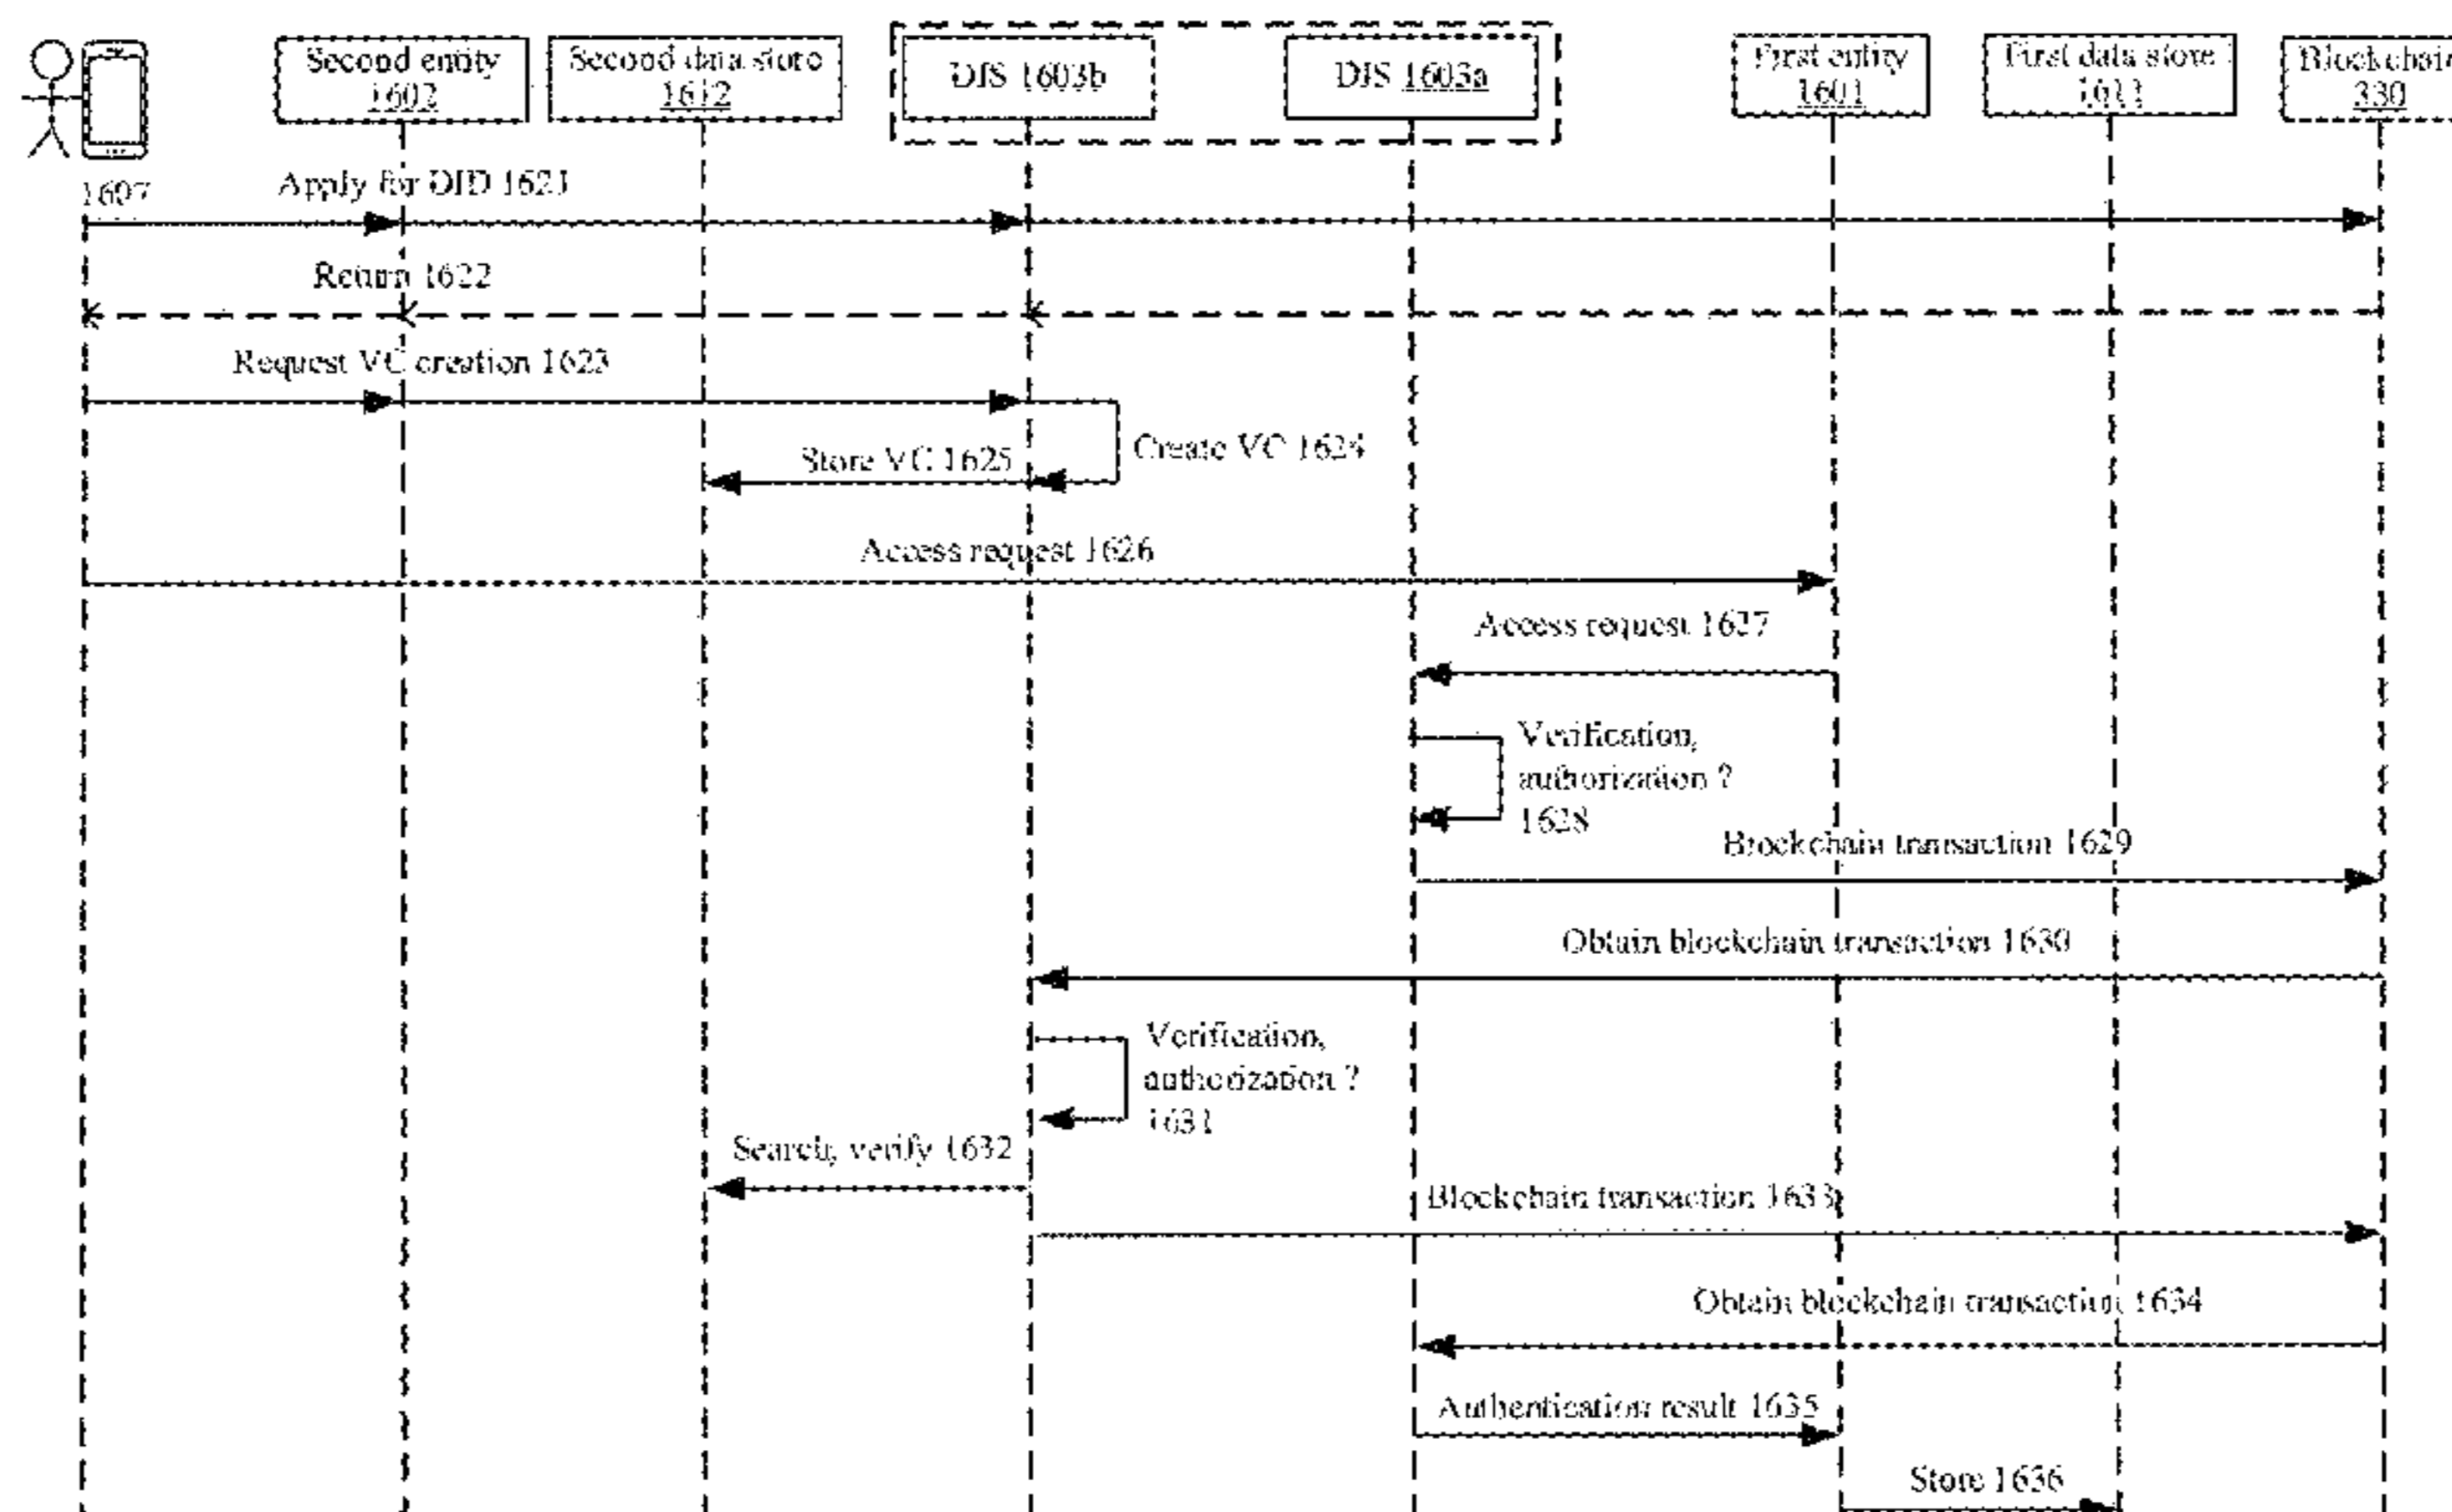 Second entity
1602
Second data store
1612
DIS 1603b
DIS 1603a
First entity
1601
First data store
1611
Blockchain
330
1607
Apply for DID 1621
Return 1622
Request VC creation 1623
Create VC 1624
Store VC 1625
Access request 1626
Access request 1627
Verification,
authorization ?
1628
Blockchain transaction 1629
Obtain blockchain transaction 1630
Verification,
authorization ?
1631
Search, verify 1632
Blockchain transaction 1633
Obtain blockchain transaction 1634
Authentication result 1635
Store 1636